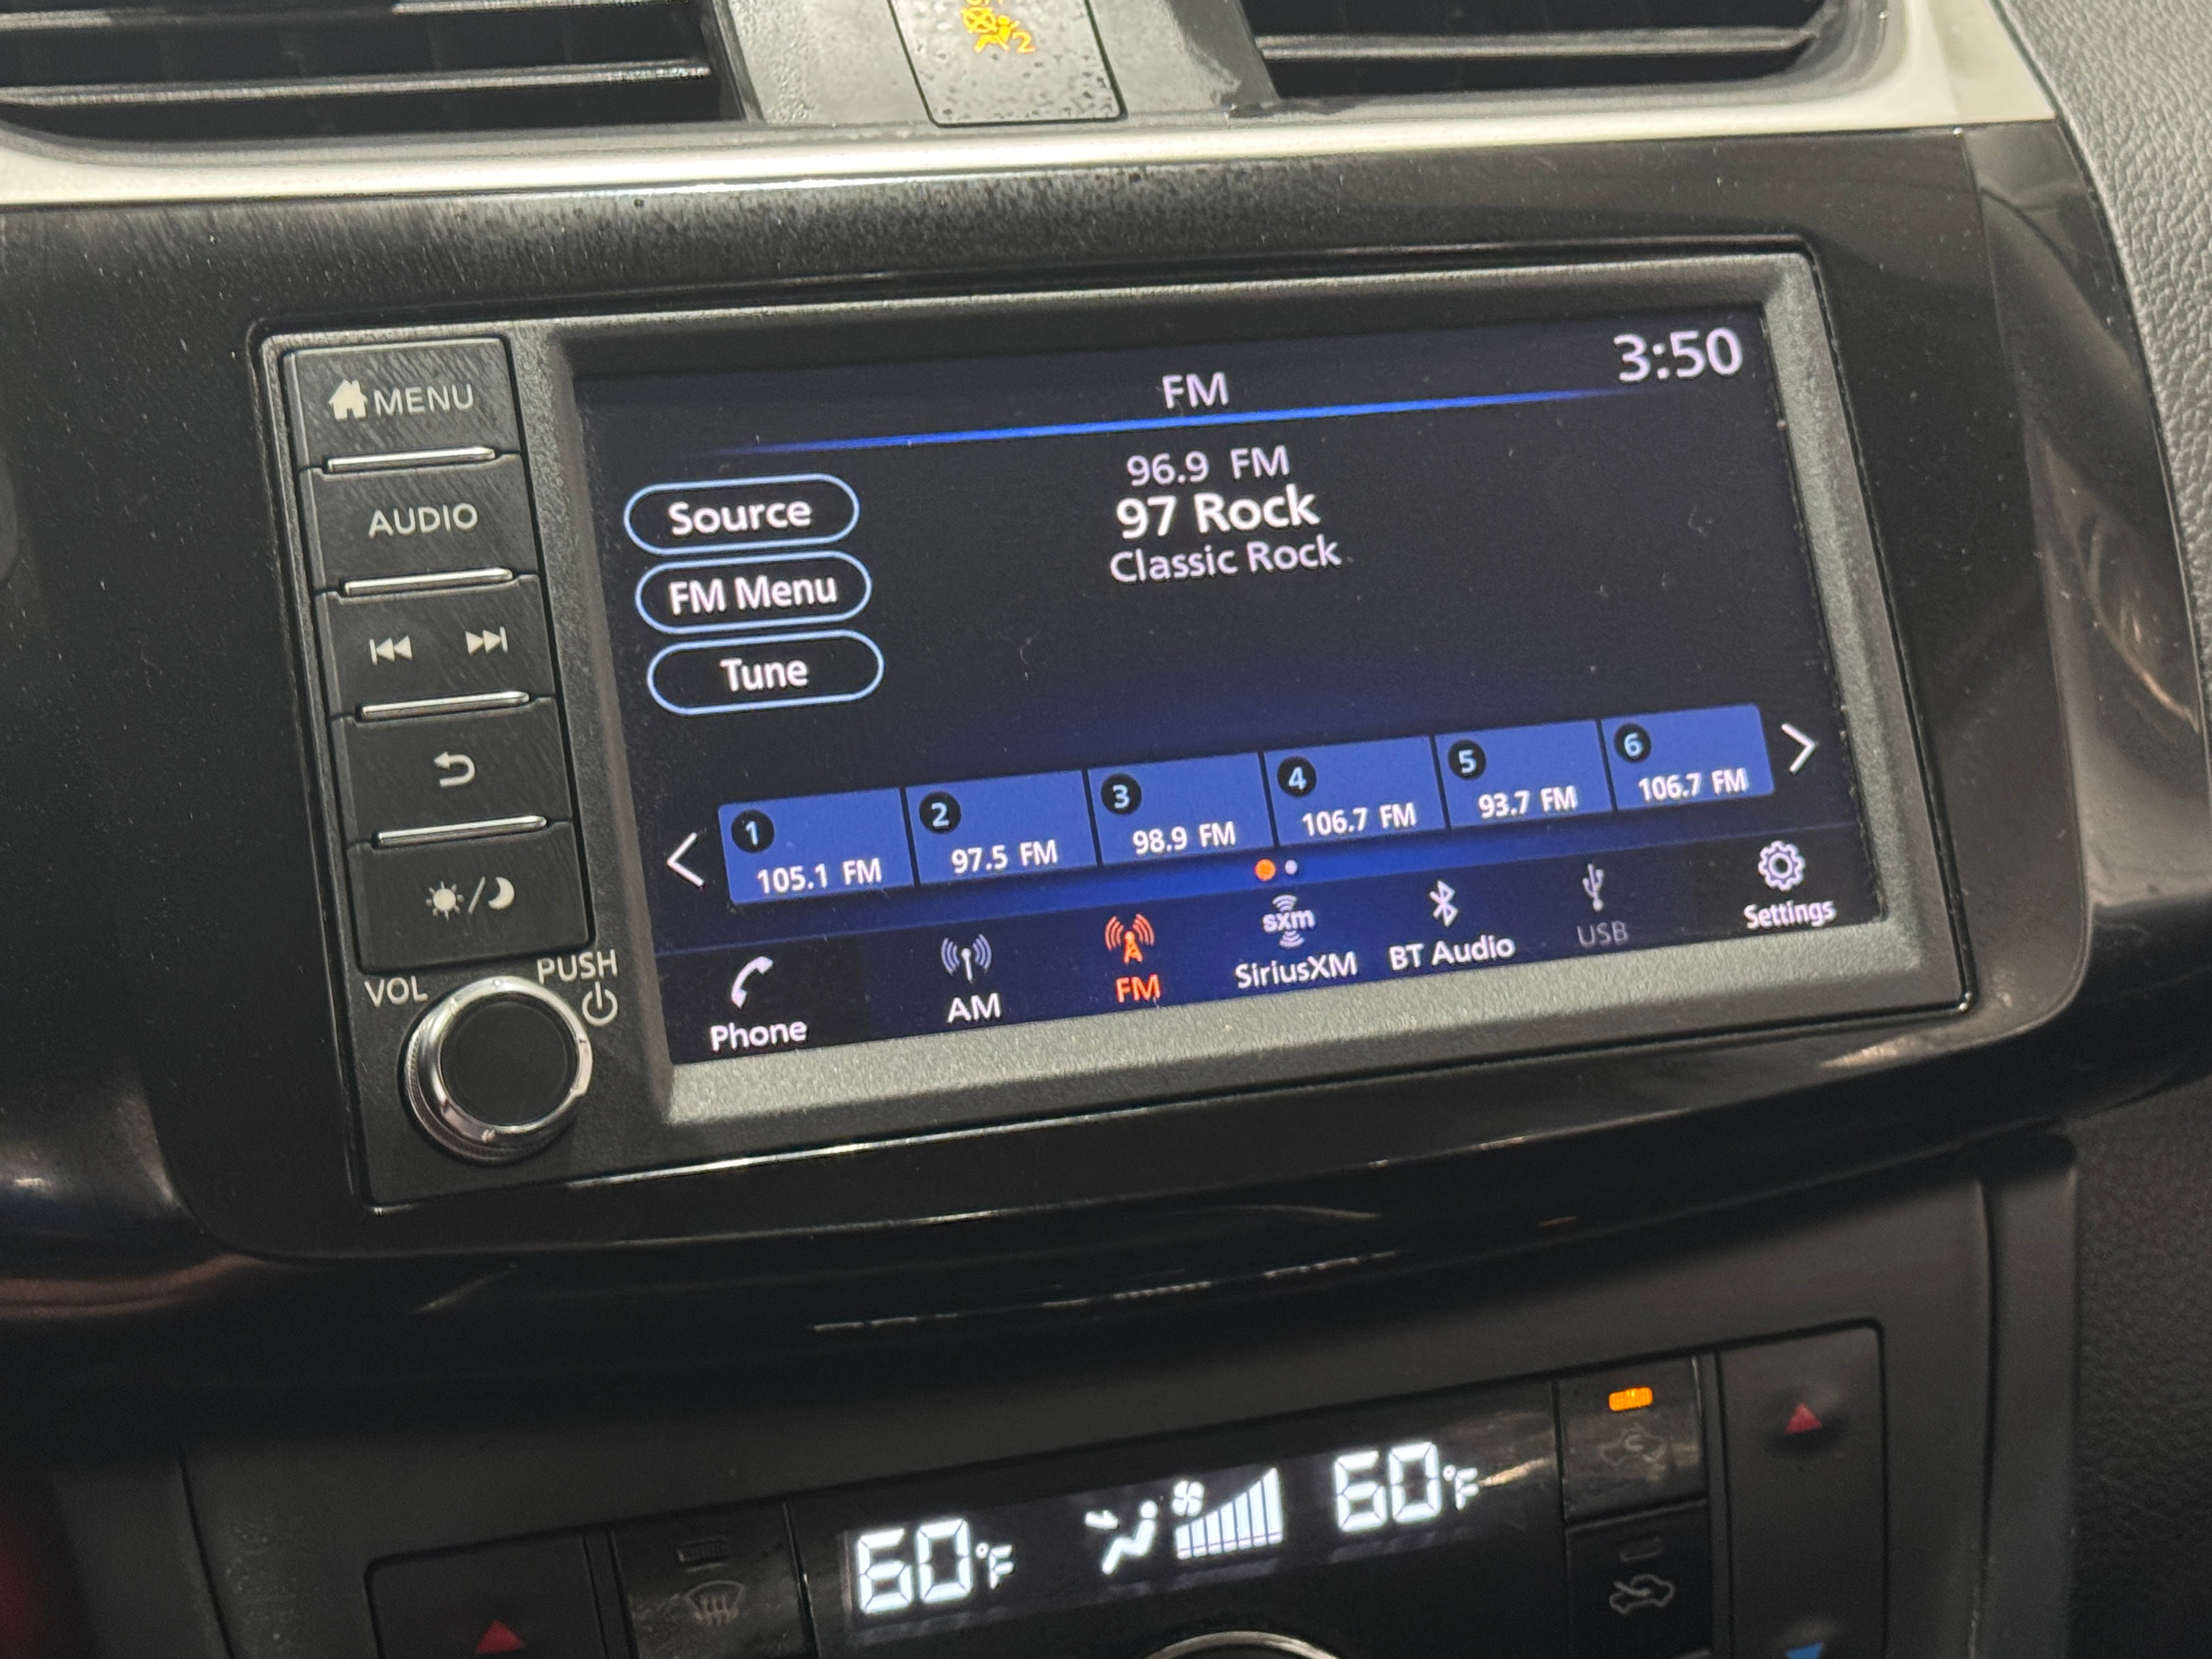 2
MENU
AUDIO
VOL
PUSH
FM
3:50
96.9 FM
97 Rock
Classic Rock
Source
FM Menu
Tune
1
105.1 FM
2
97.5 FM
3
98.9 FM
4
106.7 FM
5
93.7 FM
6
106.7 FM
Phone
AM
FM
sxm
SiriusXM
BT Audio
USB
Settings
60°F
60°F